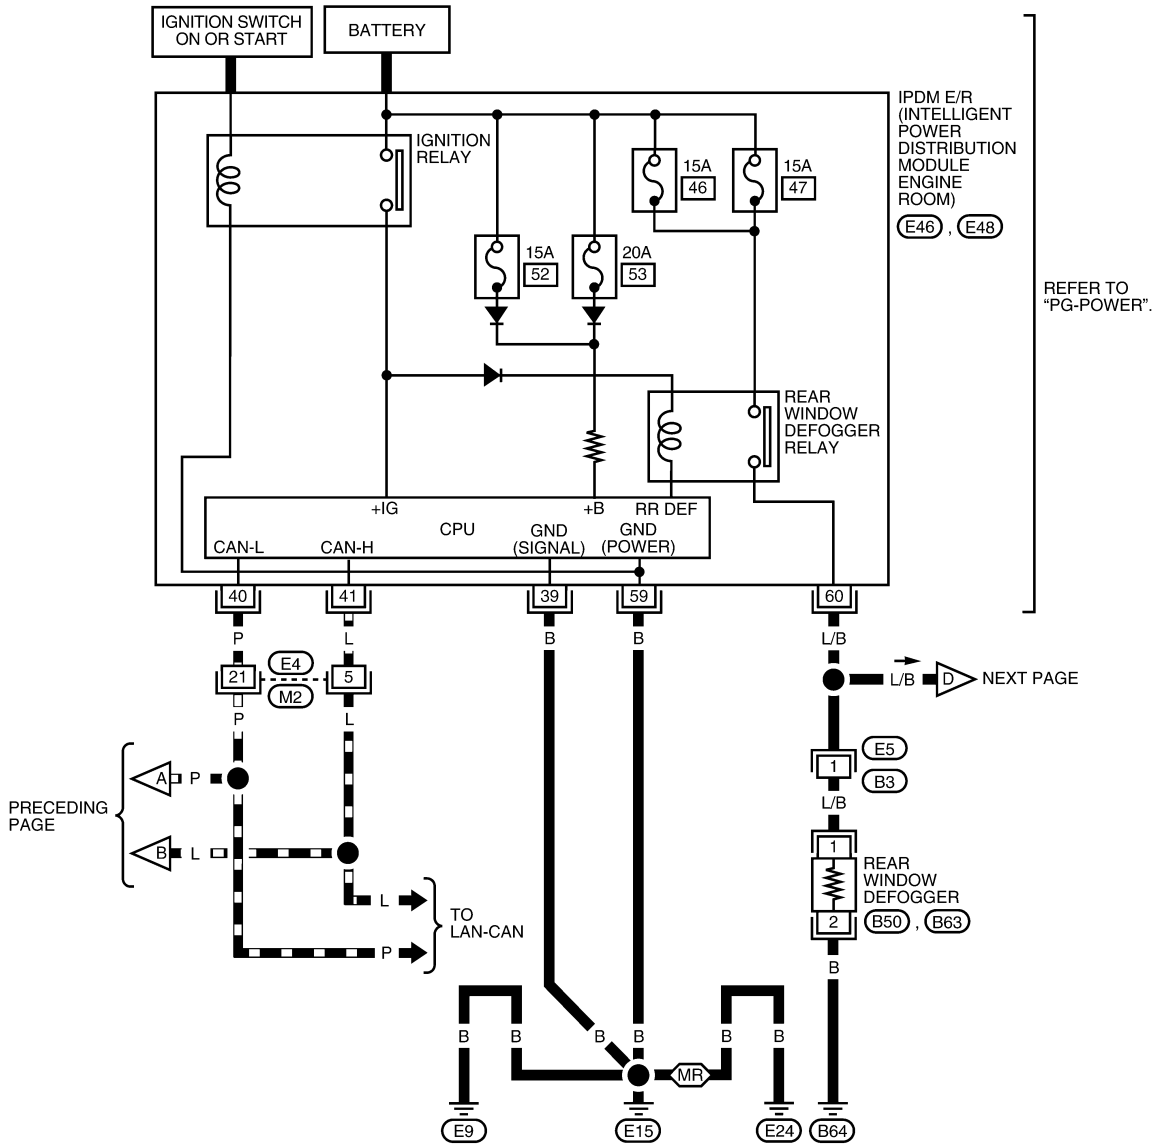 IGNITION SWITCH
ON OR START
BATTERY
IPDM E/R
(INTELLIGENT
POWER
DISTRIBUTION
MODULE
ENGINE
ROOM)
E46 , E48
IGNITION
RELAY
15A
46
15A
47
15A
52
20A
53
REFER TO
“PG-POWER”.
REAR
WINDOW
DEFOGGER
RELAY
+IG
+B
RR DEF
CPU
GND
(SIGNAL)
GND
(POWER)
CAN-L
CAN-H
40
41
39
59
60
P
L
B
B
L/B
21
E4
M2
5
L/B
D
NEXT PAGE
P
L
E5
1
B3
A
P
PRECEDING
PAGE
L/B
B
L
1
REAR
WINDOW
DEFOGGER
2
B50 , B63
L
TO
LAN-CAN
P
B
B
B
B
B
B
B
MR
E9
E15
E24
B64